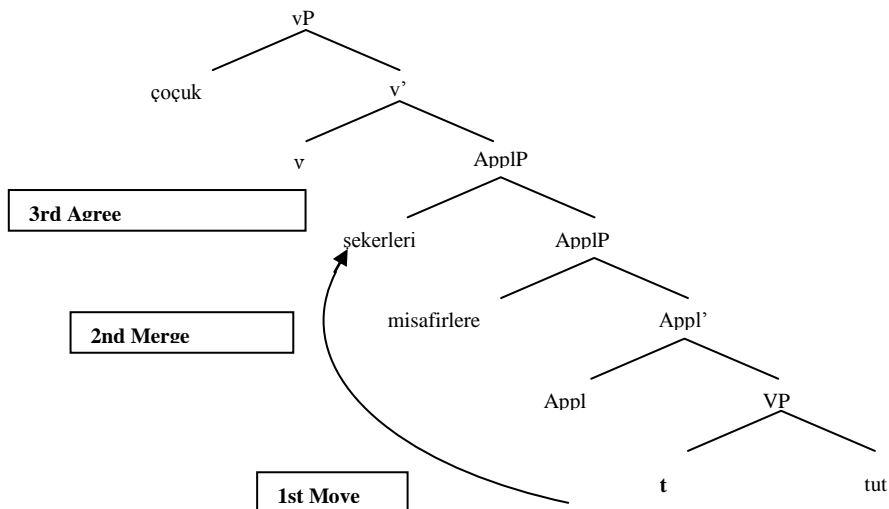 vP
çoçuk v’
v ApplP
3rd Agree
şekerleri ApplP
2nd Merge
misafirlere Appl’
Appl VP
1st Move
t tut